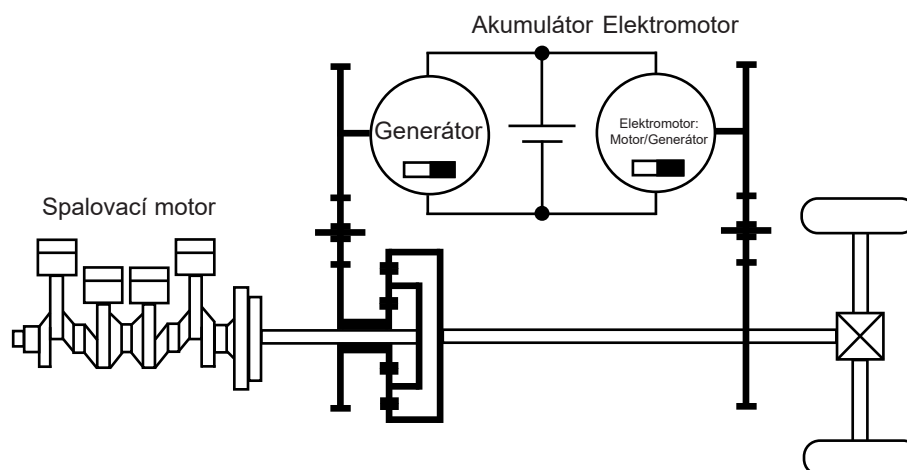 Akumulátor Elektromotor
Generátor
Elektromotor:
Motor/Generátor
Spalovací motor